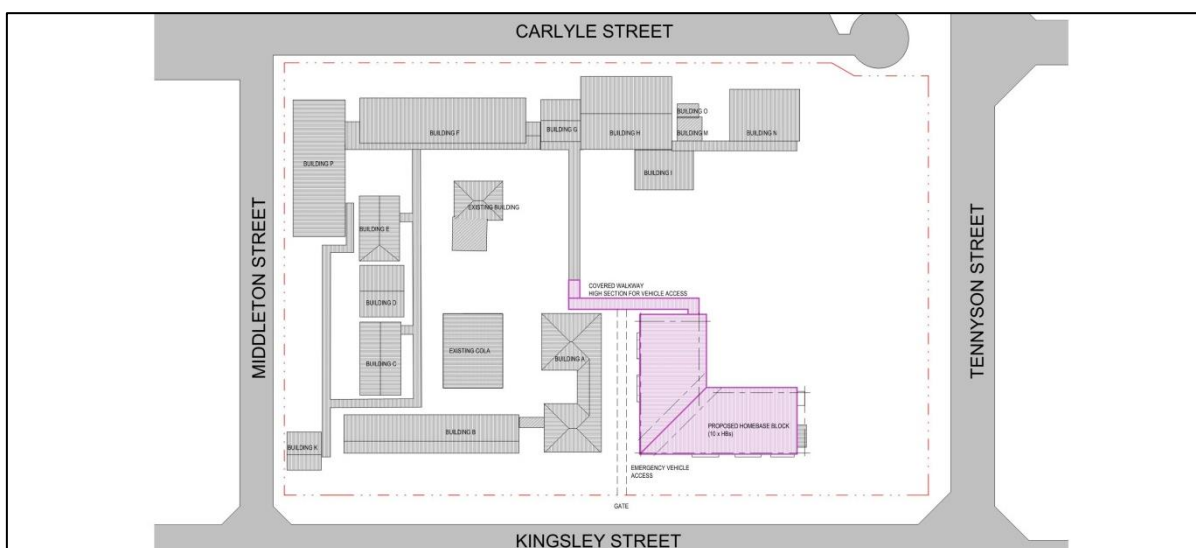 CARLYLE STREET
MIDDLETON STREET
TENNYSON STREET
BUILDING P
BUILDING F
BUILDING G
BUILDING H
BUILDING O
BUILDING M
BUILDING N
BUILDING I
BUILDING E
EXISTING BUILDING
BUILDING D
COVERED WALKWAY
HIGH SECTION FOR VEHICLE ACCESS
BUILDING C
EXISTING COLA
BUILDING A
BUILDING B
BUILDING K
PROPOSED HOMEBASE BLOCK
(10 x HBs)
EMERGENCY VEHICLE
ACCESS
GATE
KINGSLEY STREET